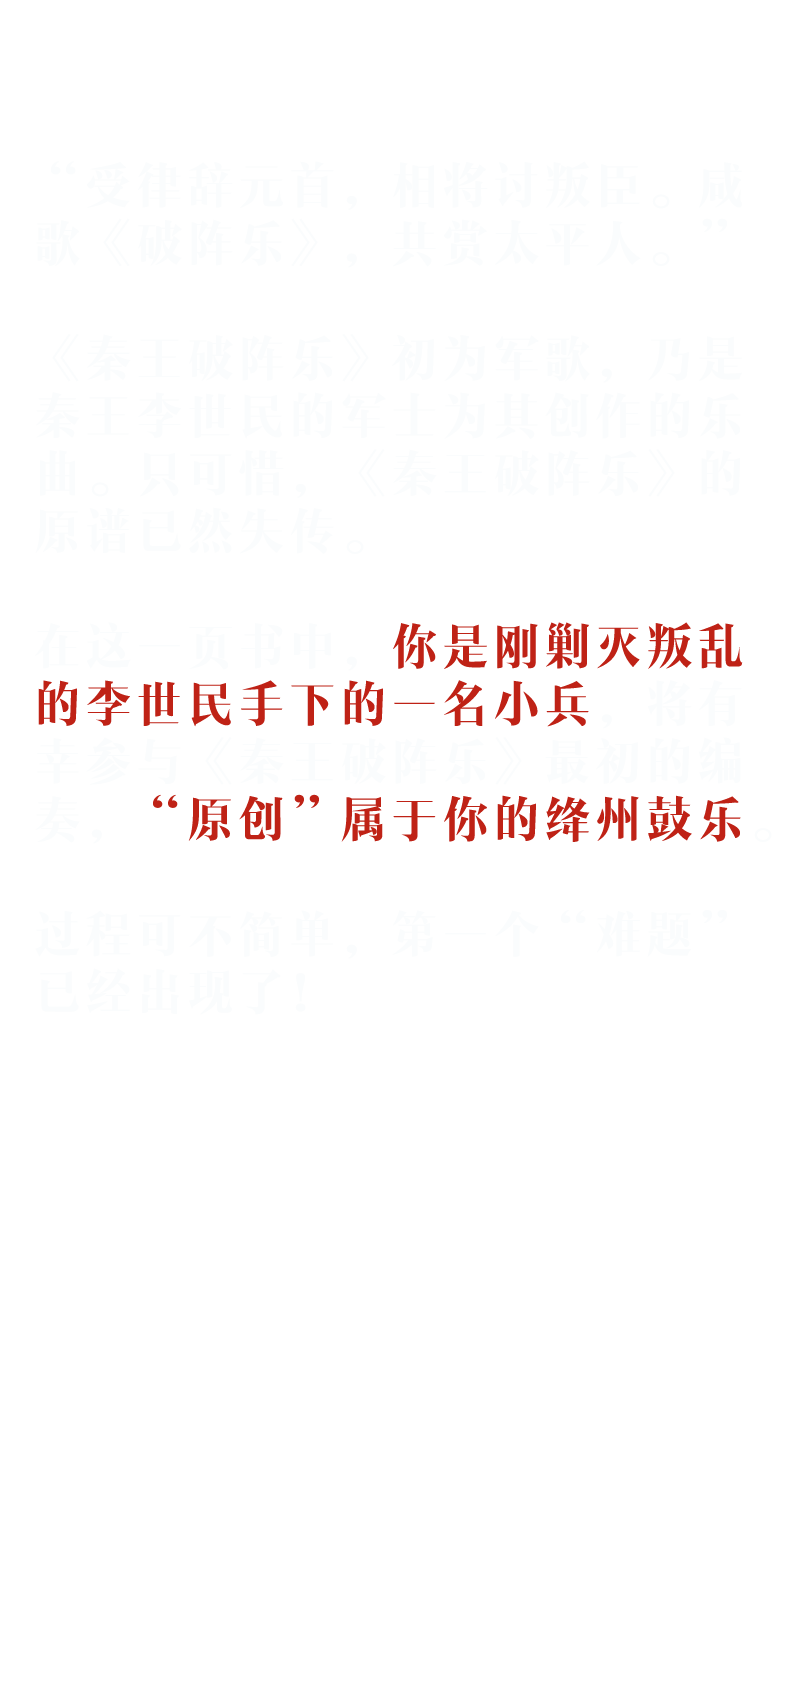 “受律辞元首，相将讨叛臣。咸
歌《破阵乐》，共赏太平人。”
《秦王破阵乐》初为军歌，乃是
秦王李世民的军士为其创作的乐
曲。只可惜，《秦王破阵乐》的
原谱已然失传。
在这一页书中，你是刚剿灭叛乱
的李世民手下的一名小兵，将有
幸参与《秦王破阵乐》最初的编
奏，“原创”属于你的绛州鼓乐。
过程可不简单，第一个“难题”
已经出现了！